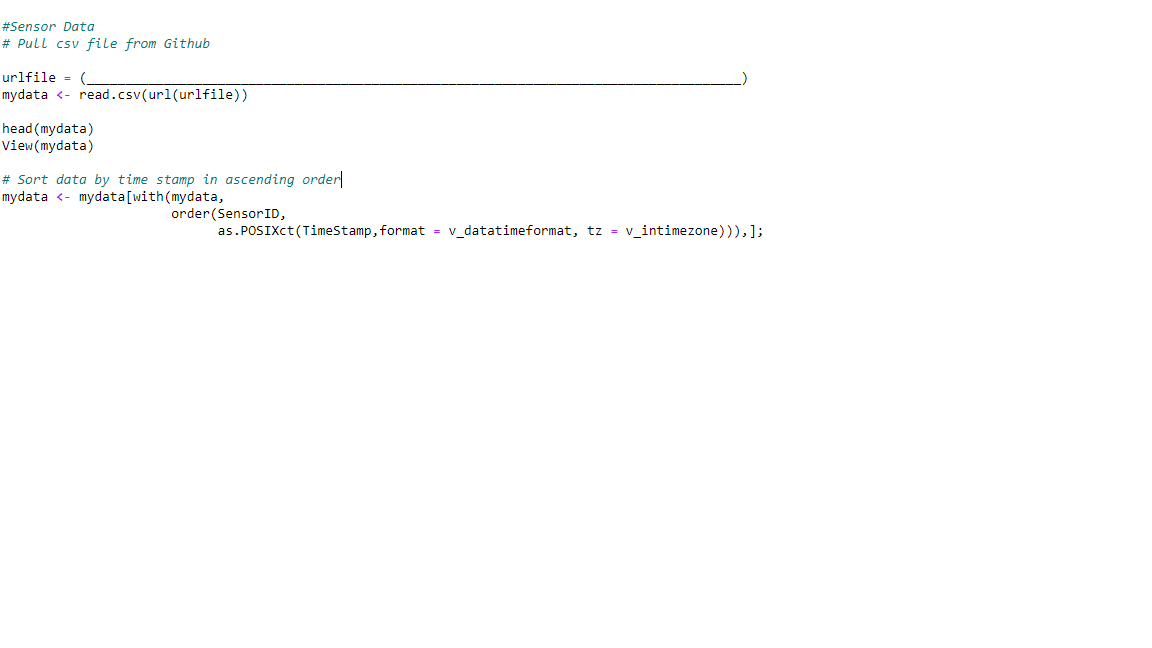 #Sensor Data
# Pull csv file from Github
urlfile = (_____________________________________________________________________________________)
mydata <- read.csv(url(urlfile))
head(mydata)
View(mydata)
# Sort data by time stamp in ascending order
mydata <- mydata[with(mydata,
order(SensorID,
as.POSIXct(TimeStamp,format = v_datatimeformat, tz = v_intimezone))),];